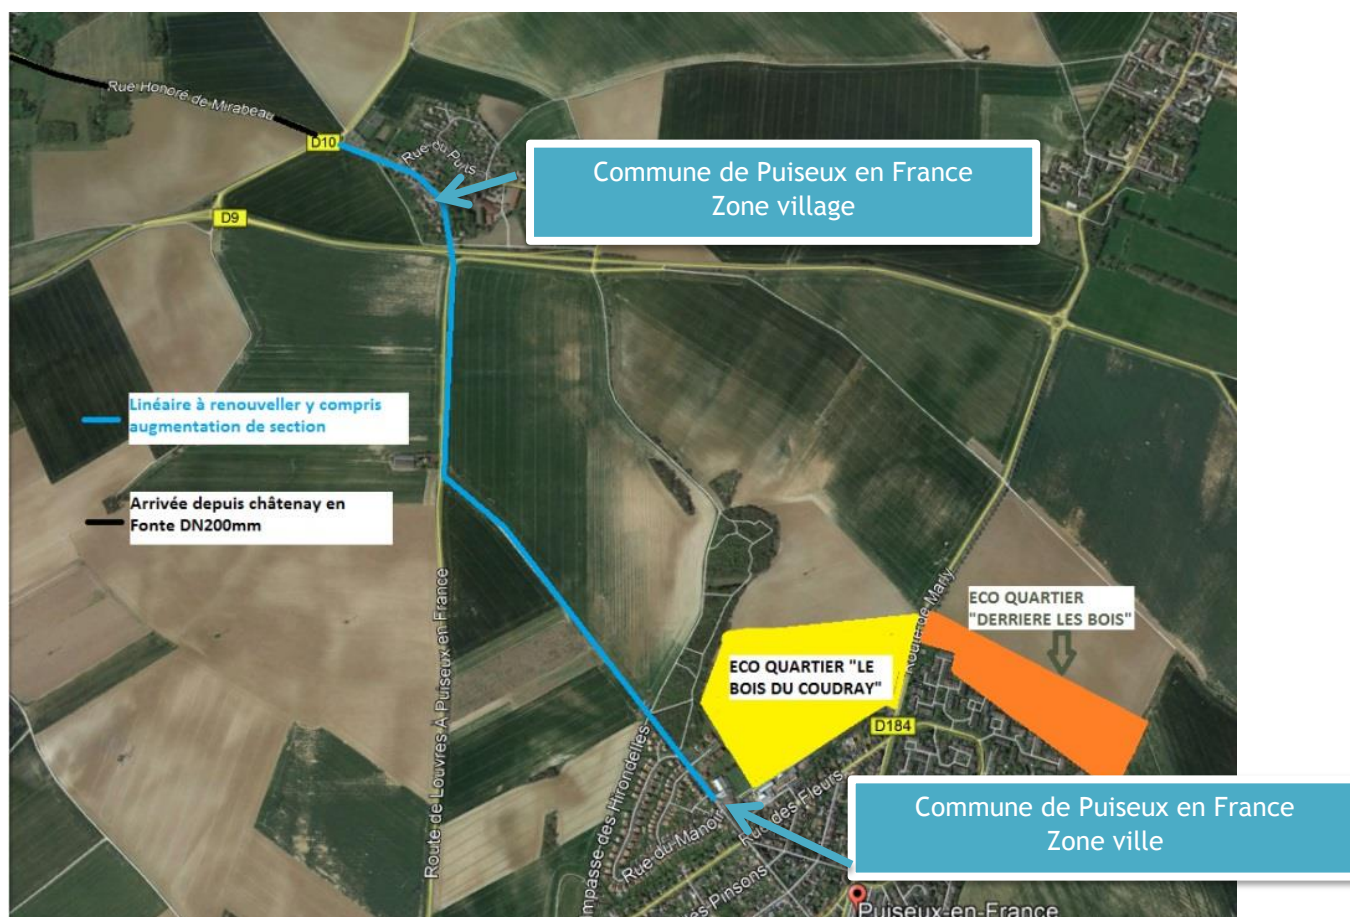 Rue Honoré de Mirabeau
D10
Rue du Puits
Commune de Puiseux en France
Zone village
D9
Linéaire à renouveller y compris
augmentation de section
Arrivée depuis châtenay en
Fonte DN200mm
Route de Louvres À Puiseux-en-France
Route de Marly
ECO QUARTIER
"DERRIERE LES BOIS"
ECO QUARTIER "LE
BOIS DU COUDRAY"
D184
Impasse des Hirondelles
Rue du Manoir
Rue des Fleurs
des Pinsons
Commune de Puiseux en France
Zone ville
Puiseux-en-France